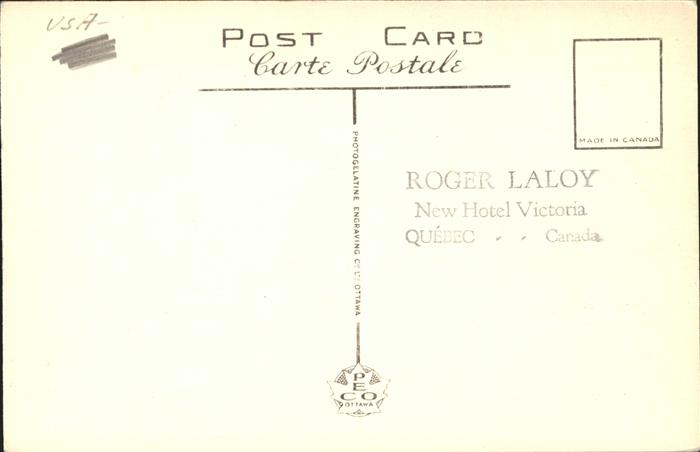 USA-
POST CARD
Carte Postale
MADE IN CANADA
PHOTOGELATINE ENGRAVING CO LTD. OTTAWA
ROGER LALOY
New Hotel Victoria
QUÉBEC - - Canada
PECO
OTTAWA